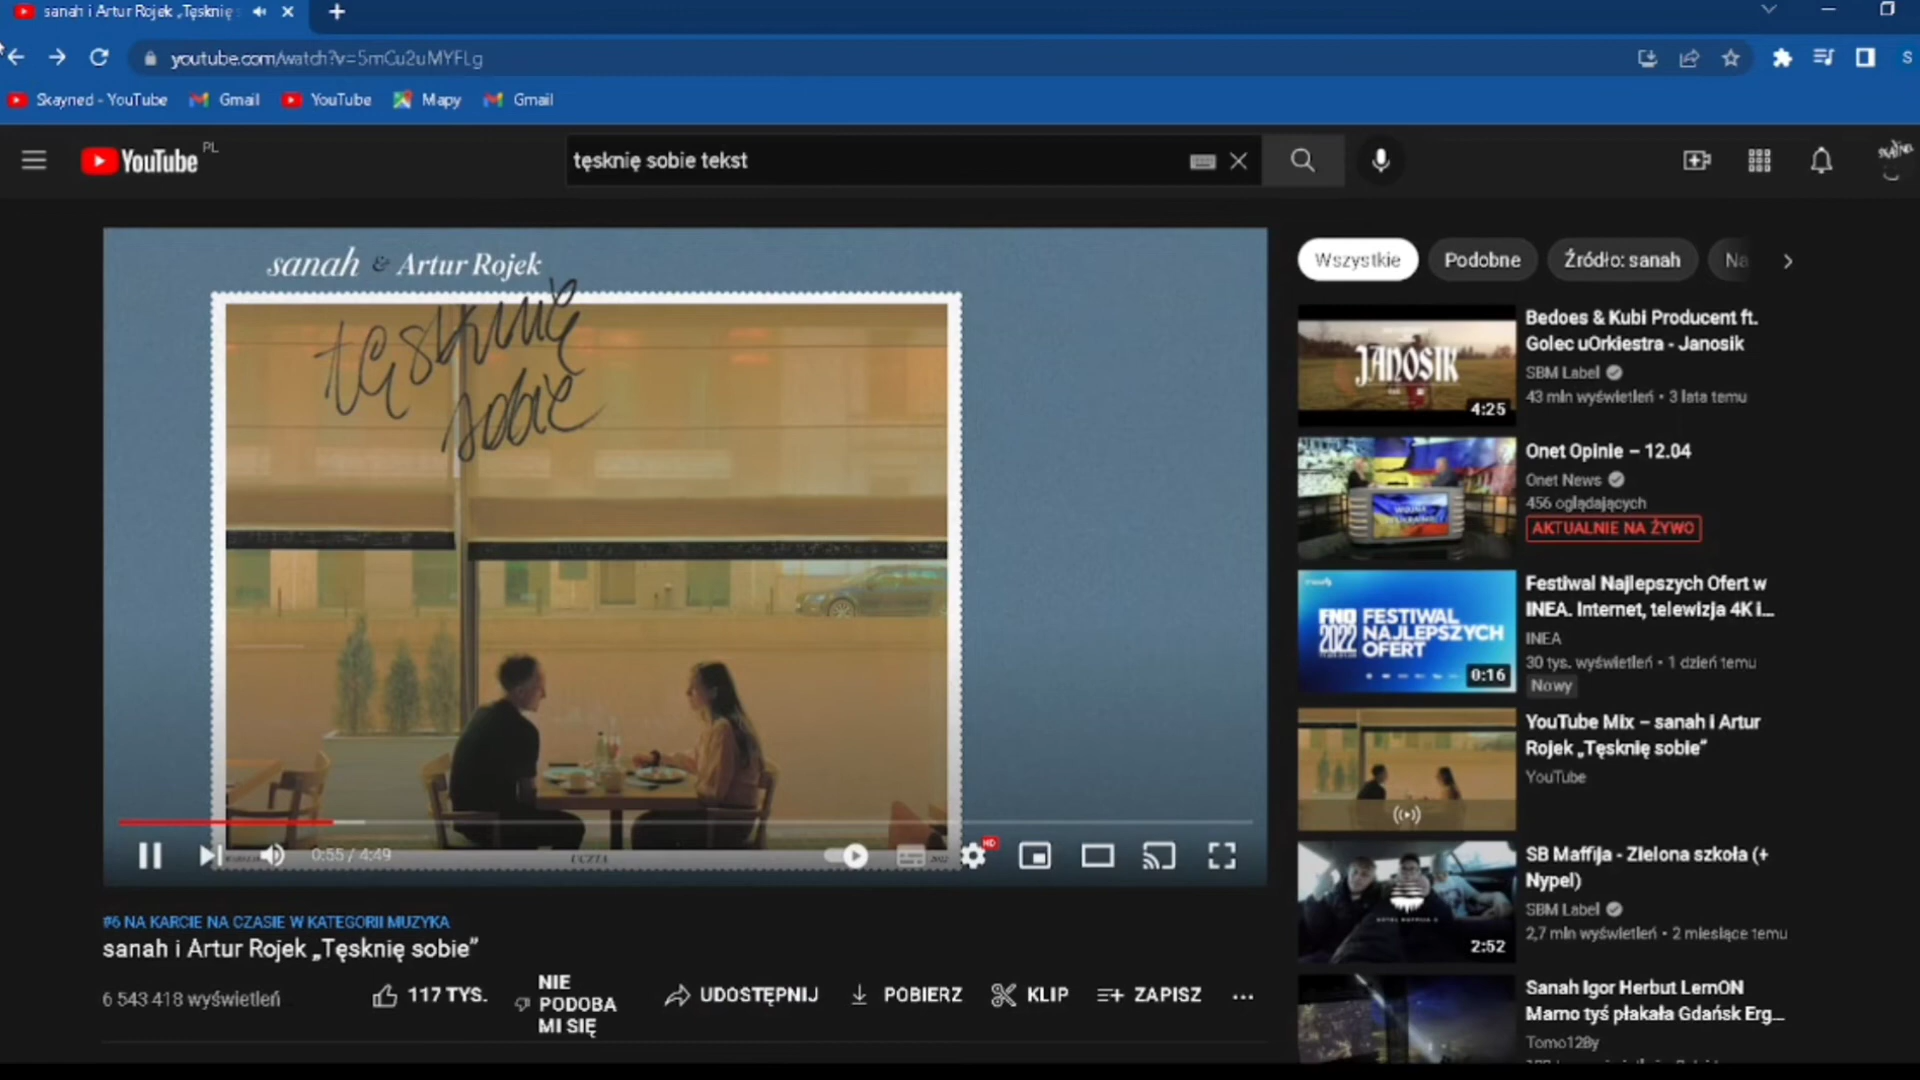 sanah i Artur Rojek „Tęsknię
youtube.com/watch?v=5mCu2uMYFLg
S
Skayned - YouTube
Gmail
YouTube
Mapy
Gmail
YouTube PL
tęsknię sobie tekst
sanah & Artur Rojek
tęsknię
sobie
0:55 / 4:49
UCZTA
2022
HD
#6 NA KARCIE NA CZASIE W KATEGORII MUZYKA
sanah i Artur Rojek „Tęsknię sobie”
6 543 418 wyświetleń
117 TYS.
NIE
PODOBA
MI SIĘ
UDOSTĘPNIJ
POBIERZ
KLIP
ZAPISZ
Wszystkie
Podobne
Źródło: sanah
Na
JANOSIK
4:25
Bedoes & Kubi Producent ft.
Golec uOrkiestra - Janosik
SBM Label
43 mln wyświetleń • 3 lata temu
Onet Opinie – 12.04
Onet News
456 oglądających
AKTUALNIE NA ŻYWO
FNO
2022
FESTIWAL
NAJLEPSZYCH
OFERT
0:16
Festiwal Najlepszych Ofert w
INEA. Internet, telewizja 4K i...
INEA
30 tys. wyświetleń • 1 dzień temu
Nowy
YouTube Mix – sanah i Artur
Rojek „Tęsknię sobie”
YouTube
2:52
SB Maffija - Zielona szkoła (+
Nypel)
SBM Label
2,7 mln wyświetleń • 2 miesiące temu
Sanah Igor Herbut LemON
Mamo tyś płakała Gdańsk Erg...
Tomo128y